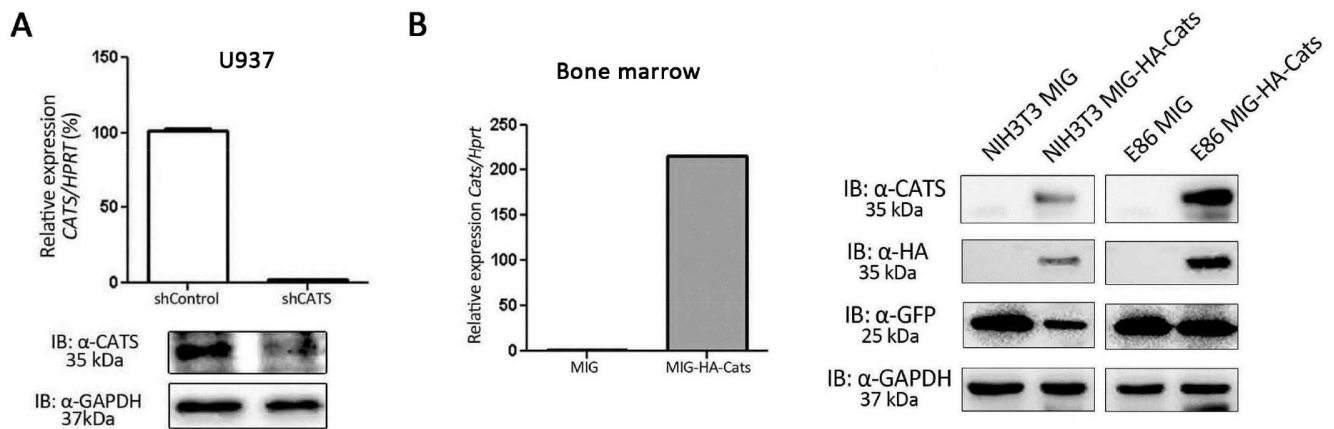 A
U937
Relative expression
CATS/HPRT (%)
150
100
50
0
shControl
shCATS
IB: α-CATS
35 kDa
IB: α-GAPDH
37kDa
B
Bone marrow
Relative expression Cats/Hprt
250
200
150
100
50
0
MIG
MIG-HA-Cats
NIH3T3 MIG
NIH3T3 MIG-HA-Cats
E86 MIG
E86 MIG-HA-Cats
IB: α-CATS
35 kDa
IB: α-HA
35 kDa
IB: α-GFP
25 kDa
IB: α-GAPDH
37 kDa